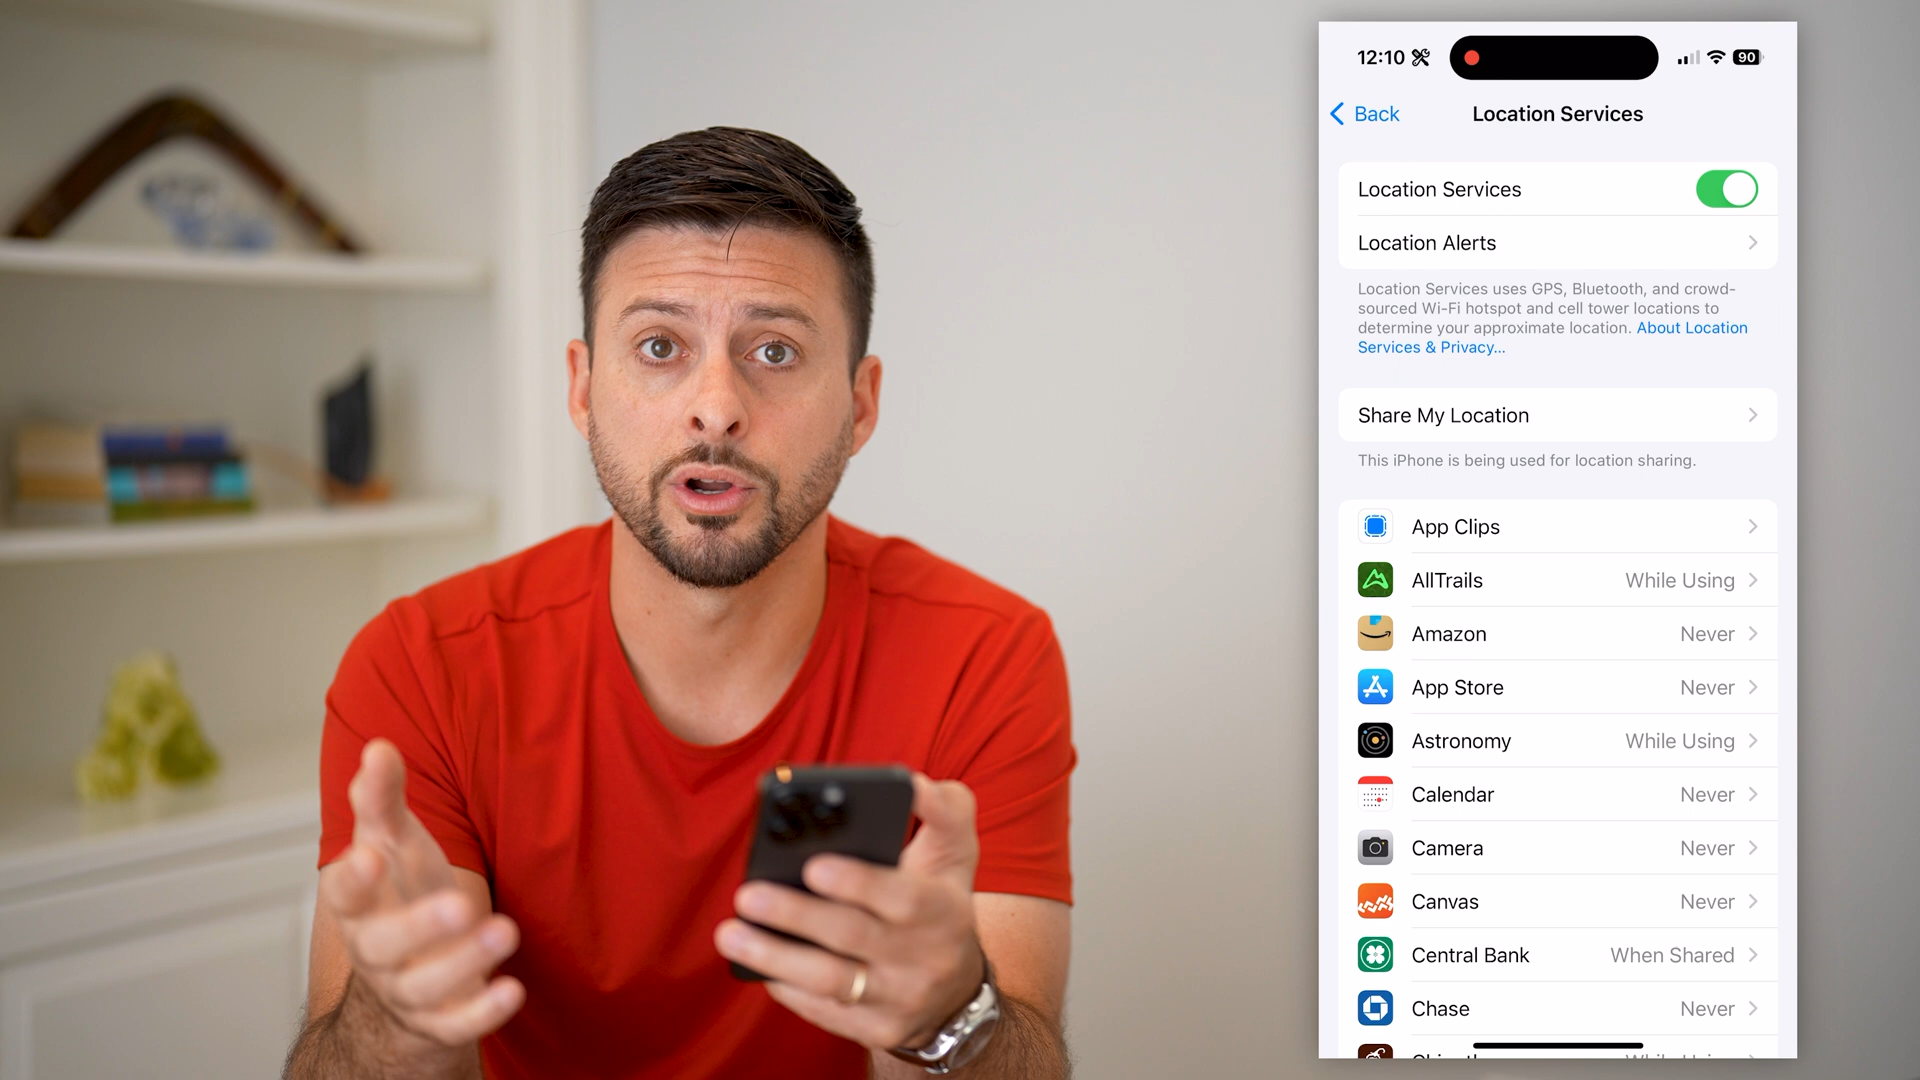 12:10
90
Back
Location Services
Location Services
Location Alerts
Location Services uses GPS, Bluetooth, and crowd-
sourced Wi-Fi hotspot and cell tower locations to
determine your approximate location. About Location
Services & Privacy...
Share My Location
This iPhone is being used for location sharing.
App Clips
AllTrails While Using
Amazon Never
App Store Never
Astronomy While Using
Calendar Never
Camera Never
Canvas Never
Central Bank When Shared
Chase Never